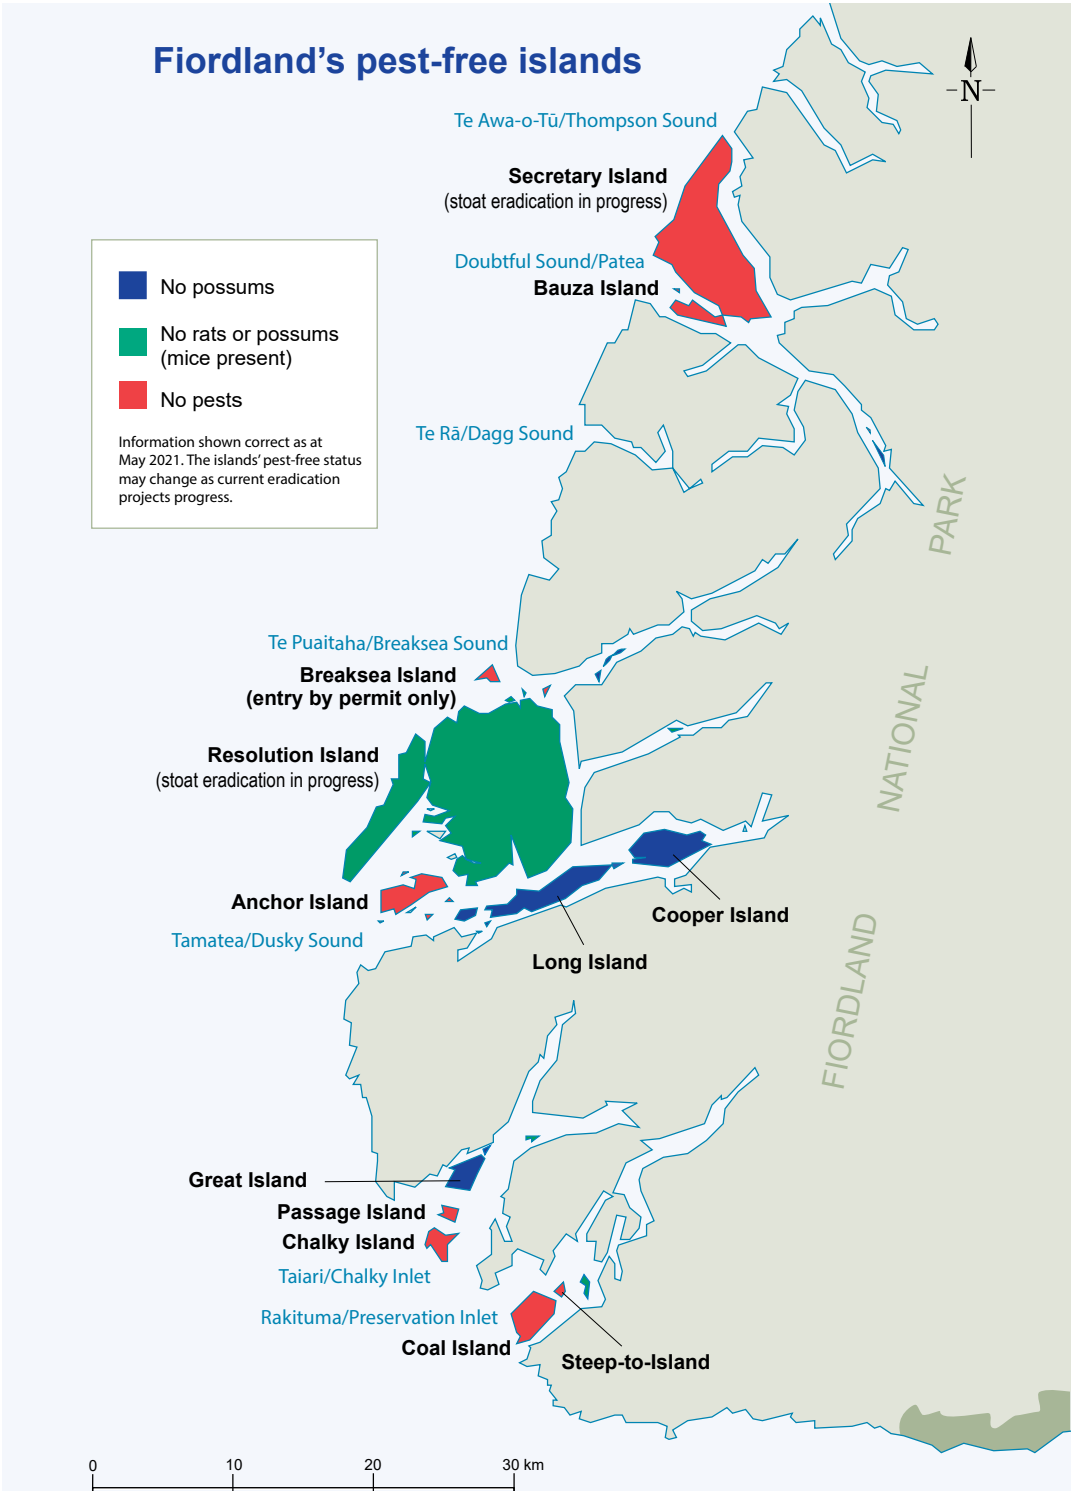 Fiordland’s pest-free islands
N
Te Awa-o-Tū/Thompson Sound
Secretary Island
(stoat eradication in progress)
Doubtful Sound/Patea
Bauza Island
No possums
No rats or possums
(mice present)
No pests
Information shown correct as at
May 2021. The islands’ pest-free status
may change as current eradication
projects progress.
Te Rā/Dagg Sound
PARK
NATIONAL
FIORDLAND
Te Puaitaha/Breaksea Sound
Breaksea Island
(entry by permit only)
Resolution Island
(stoat eradication in progress)
Anchor Island
Cooper Island
Tamatea/Dusky Sound
Long Island
Great Island
Passage Island
Chalky Island
Taiari/Chalky Inlet
Rakituma/Preservation Inlet
Coal Island
Steep-to-Island
0 10 20 30 km